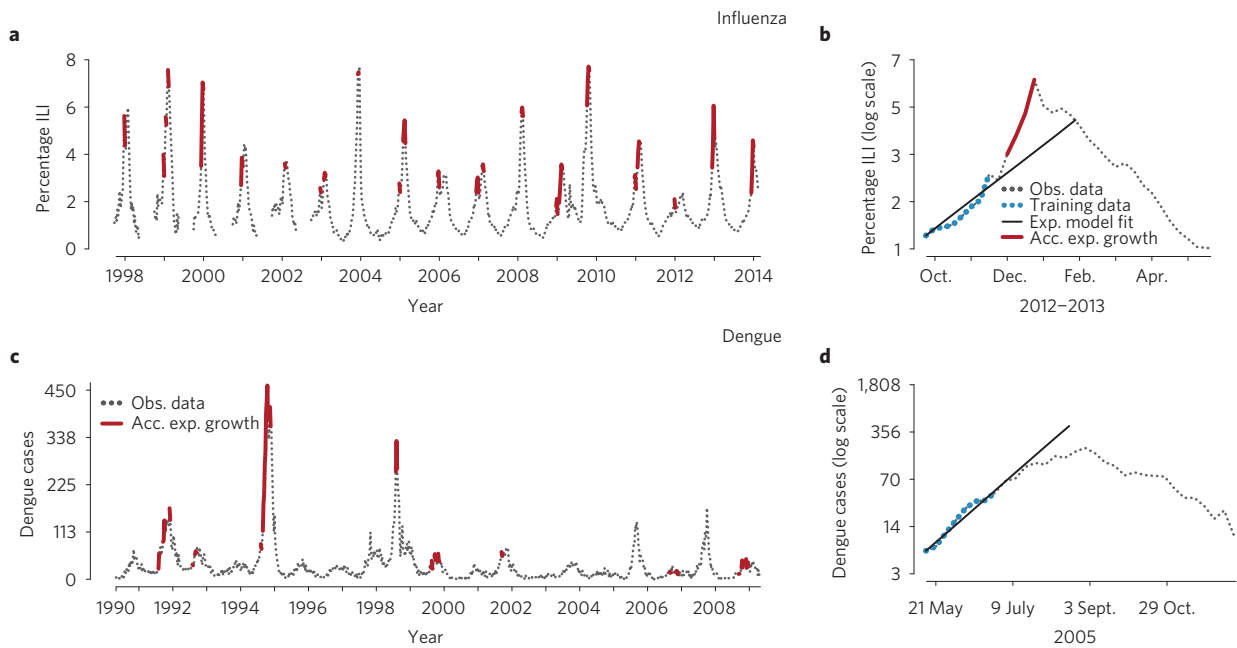 Influenza
a
b
8
6
4
2
0
Percentage ILI
1998
2000
2002
2004
2006
2008
2010
2012
2014
Year
7
5
3
2
1
Percentage ILI (log scale)
Obs. data
Training data
Exp. model fit
Acc. exp. growth
Oct.
Dec.
Feb.
Apr.
2012–2013
Dengue
c
d
450
338
225
113
0
Dengue cases
Obs. data
Acc. exp. growth
1990
1992
1994
1996
1998
2000
2002
2004
2006
2008
Year
1,808
356
70
14
3
Dengue cases (log scale)
21 May
9 July
3 Sept.
29 Oct.
2005